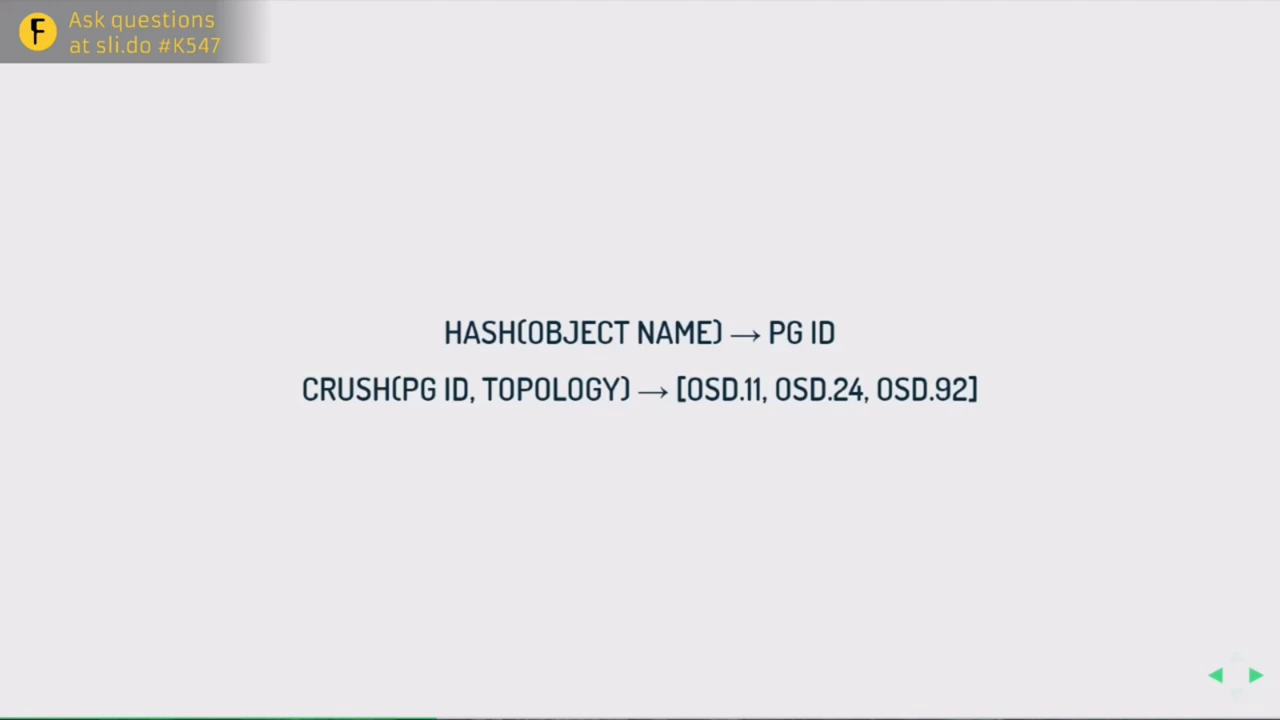 F
Ask questions
at sli.do #K547
HASH(OBJECT NAME) → PG ID
CRUSH(PG ID, TOPOLOGY) → [OSD.11, OSD.24, OSD.92]